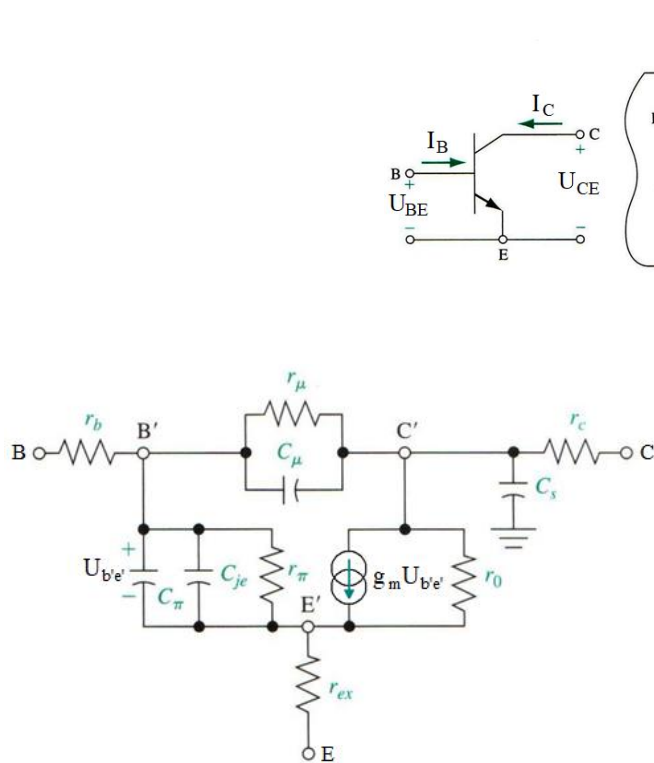 I_C
C
I_B
B
+
+
U_CE
U_BE
−
−
E
r_μ
r_b
B′
C′
r_c
B
C_μ
C
C_s
+
U_b'e'
−
C_π
C_je
r_π
g_m U_b'e'
r_0
E′
r_ex
E